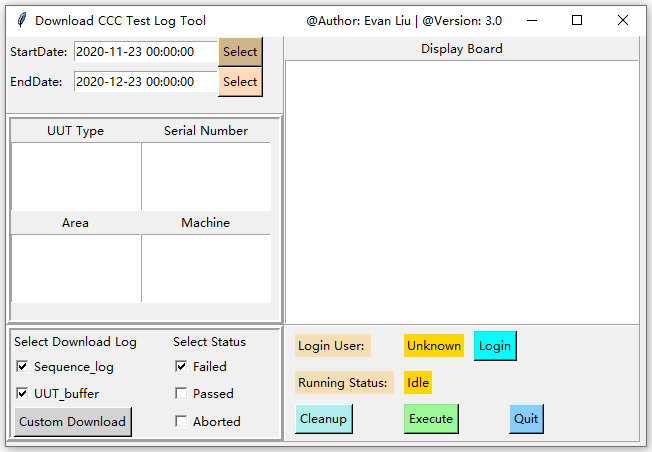 Download CCC Test Log Tool @Author: Evan Liu | @Version: 3.0
StartDate: 2020-11-23 00:00:00 Select
EndDate: 2020-12-23 00:00:00 Select
UUT Type Serial Number
Area Machine
Select Download Log Select Status
Sequence_log Failed
UUT_buffer Passed
Custom Download Aborted
Display Board
Login User: Unknown Login
Running Status: Idle
Cleanup Execute Quit